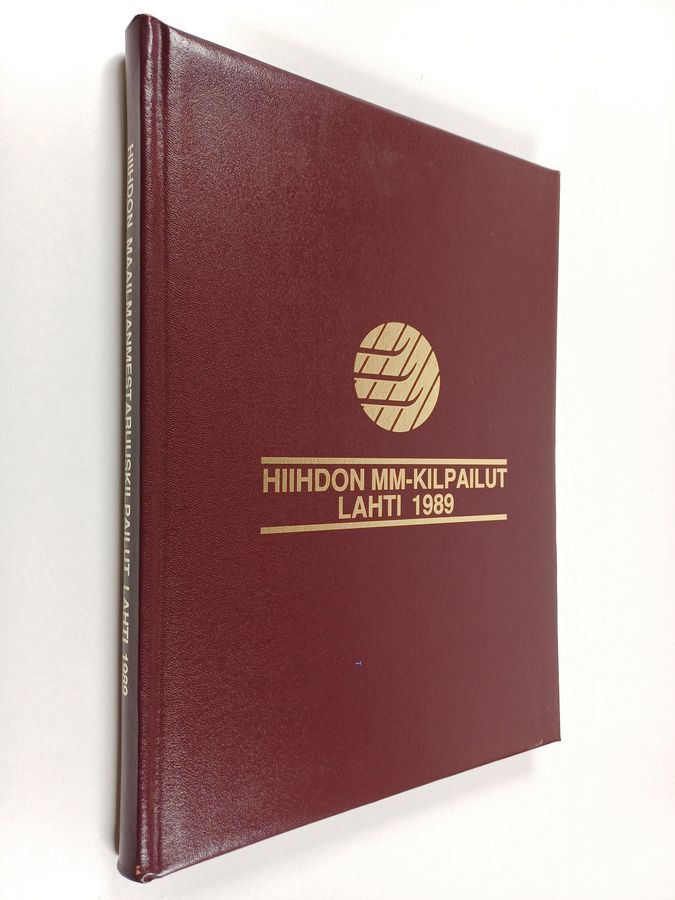 HIIHDON MAAILMANMESTARUUSKILPAILUT LAHTI 1989
HIIHDON MM-KILPAILUT
LAHTI 1989